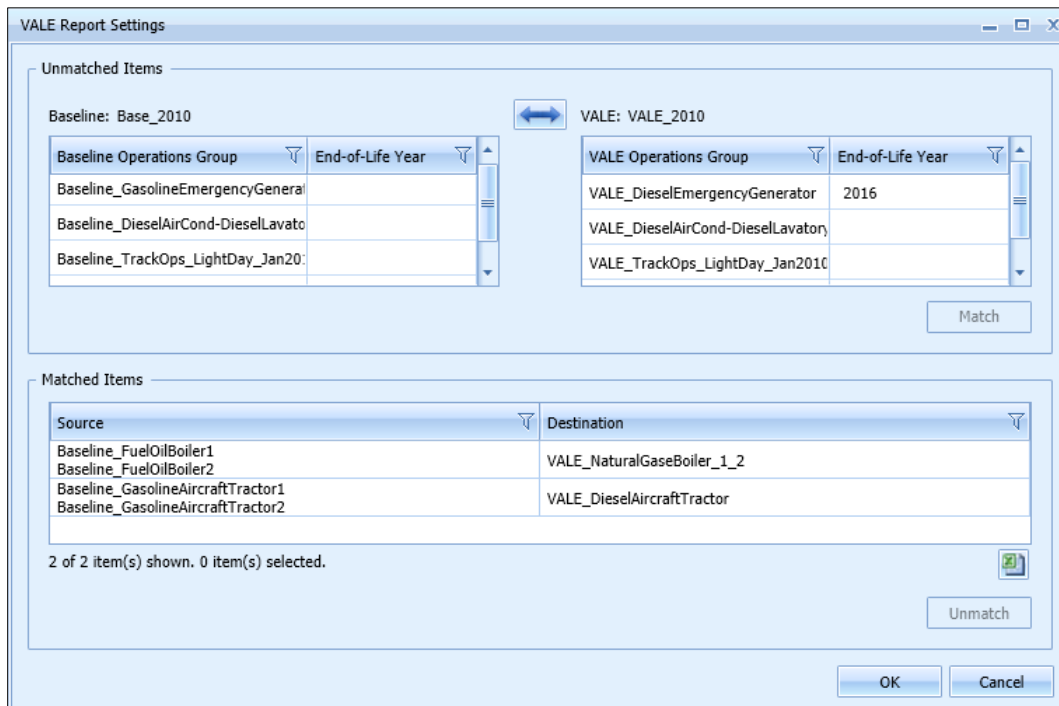 VALE Report Settings
Unmatched Items
Baseline: Base_2010
VALE: VALE_2010
Baseline Operations Group End-of-Life Year
Baseline_GasolineEmergencyGenerat
Baseline_DieselAirCond-DieselLavato
Baseline_TrackOps_LightDay_Jan20
VALE Operations Group End-of-Life Year
VALE_DieselEmergencyGenerator 2016
VALE_DieselAirCond-DieselLavatory
VALE_TrackOps_LightDay_Jan2010
Match
Matched Items
Source Destination
Baseline_FuelOilBoiler1
Baseline_FuelOilBoiler2
VALE_NaturalGaseBoiler_1_2
Baseline_GasolineAircraftTractor1
Baseline_GasolineAircraftTractor2
VALE_DieselAircraftTractor
2 of 2 item(s) shown. 0 item(s) selected.
Unmatch
OK Cancel